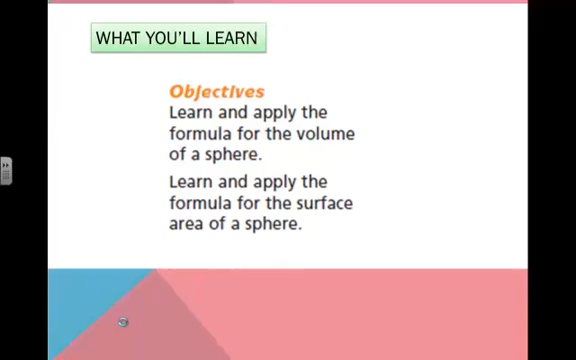 WHAT YOU'LL LEARN
Objectives
Learn and apply the
formula for the volume
of a sphere.
Learn and apply the
formula for the surface
area of a sphere.